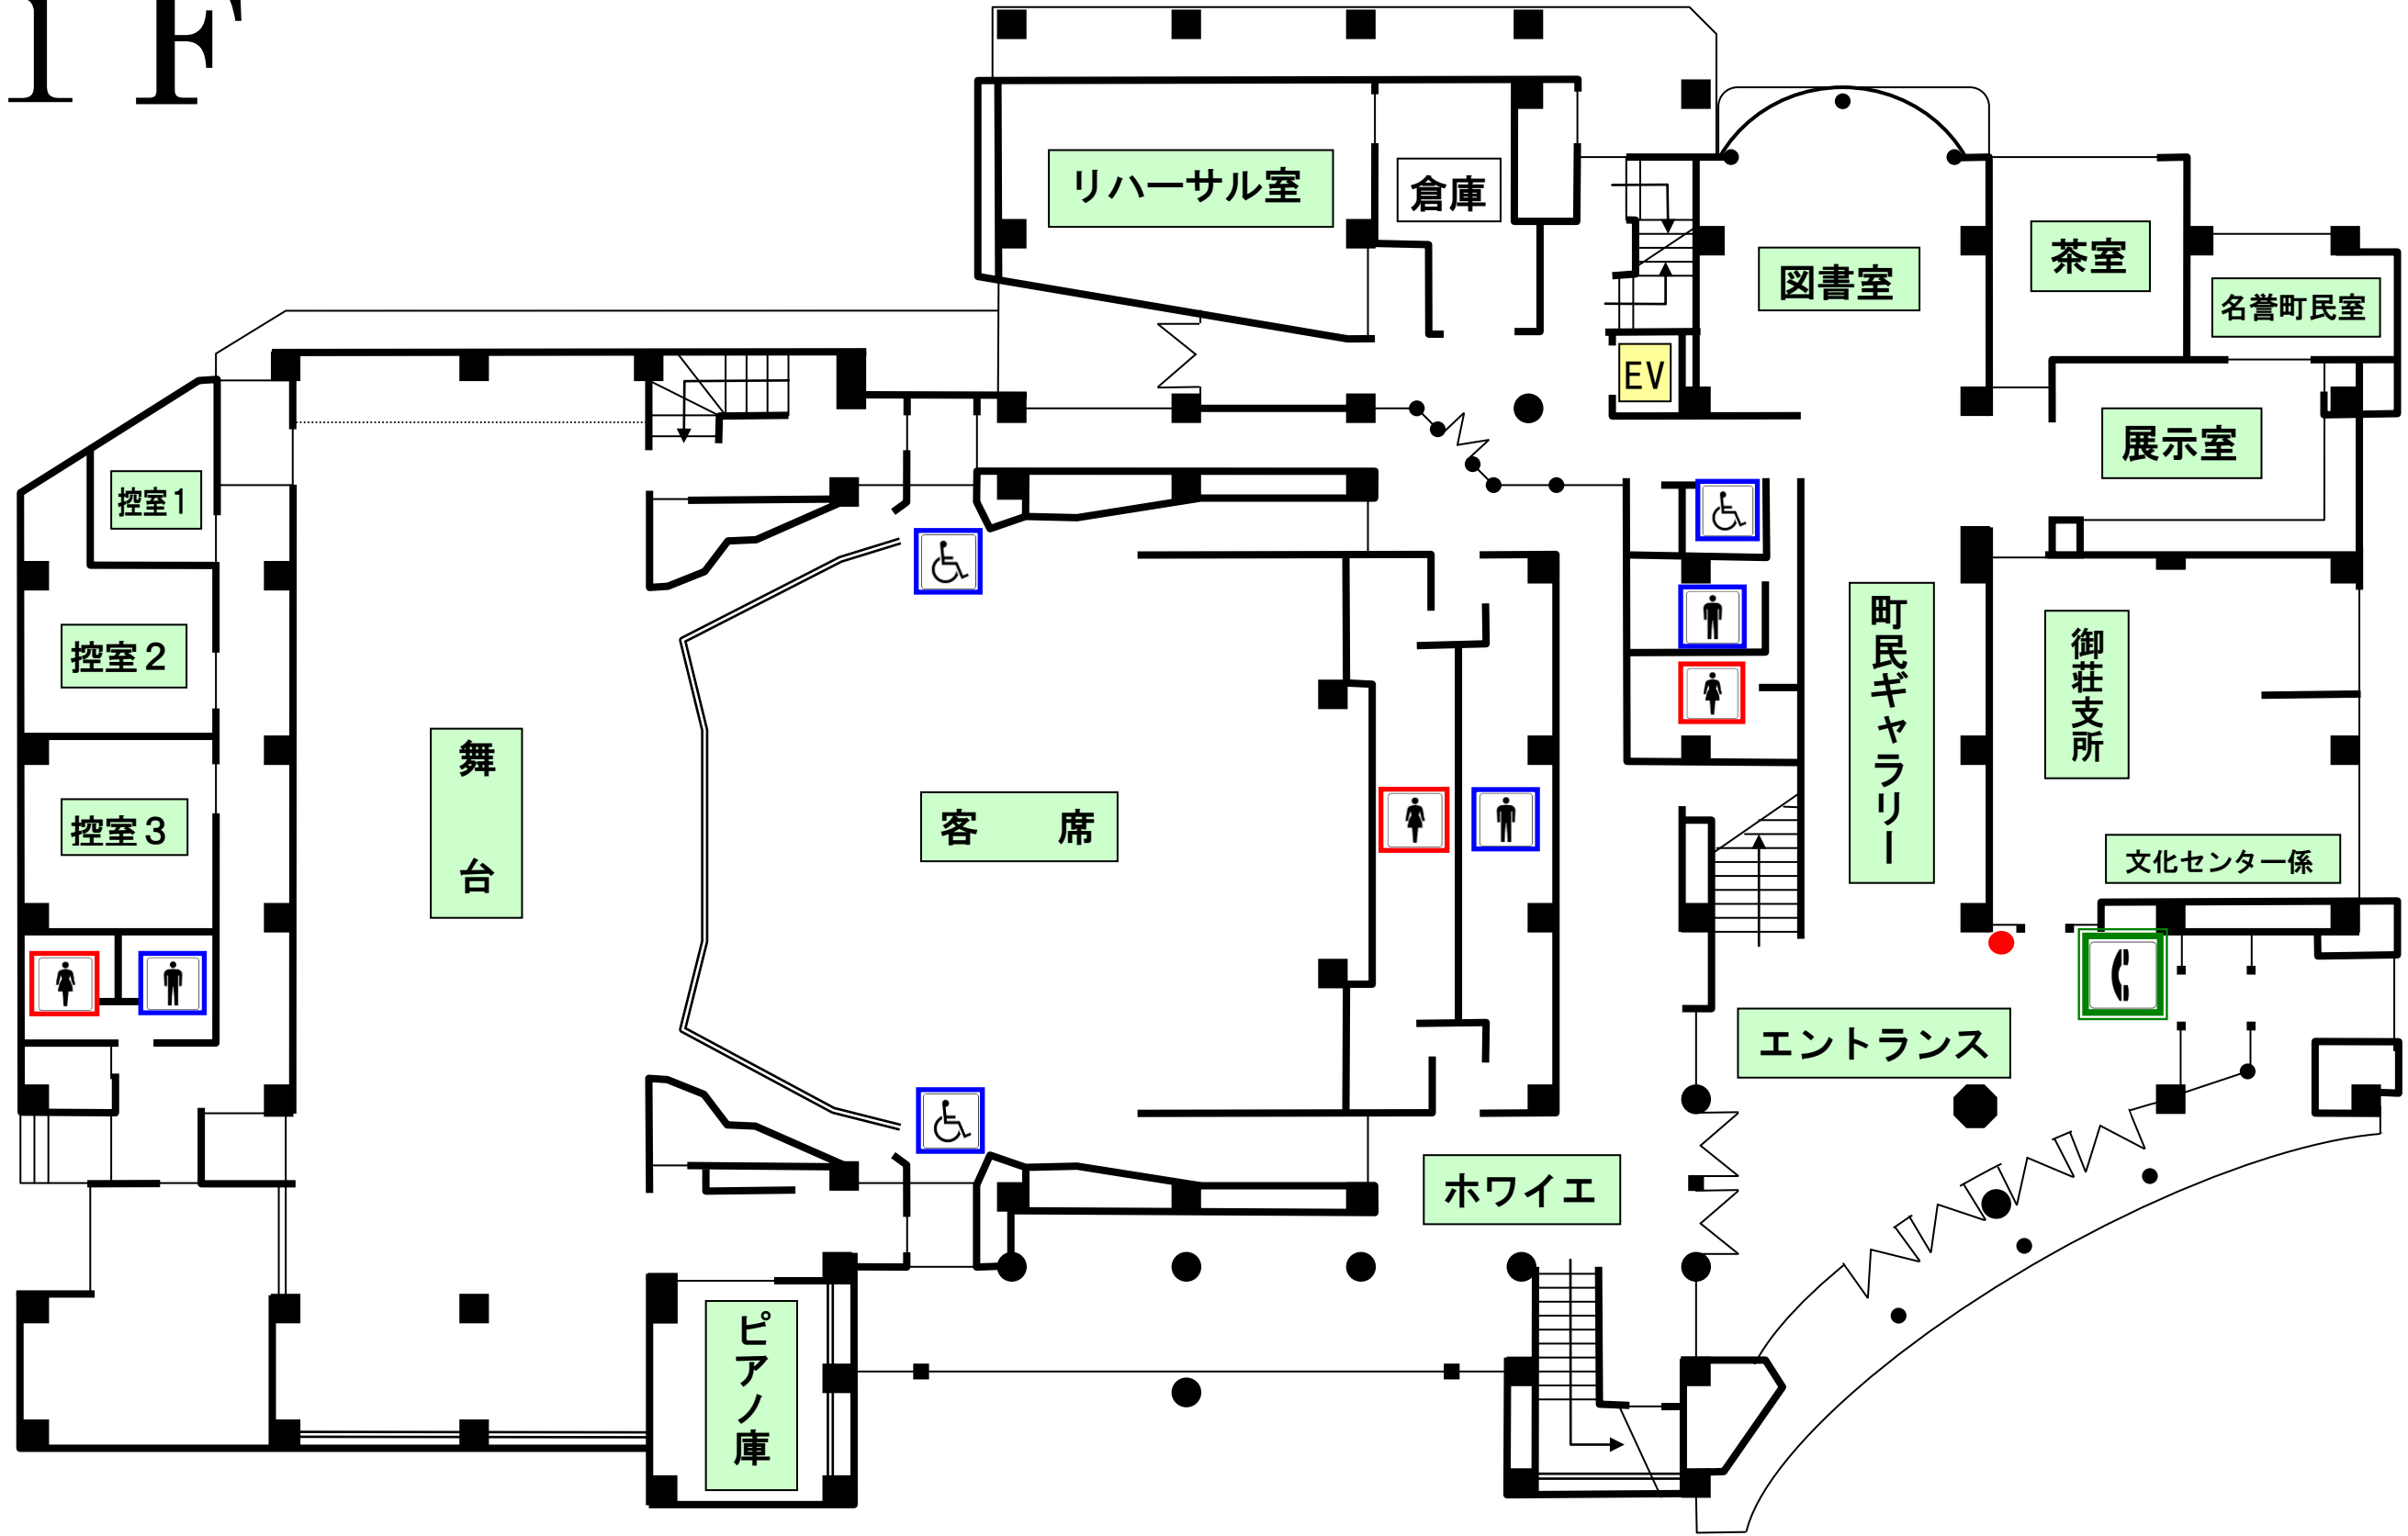 1F
リハーサル室
倉庫
図書室
茶室
名誉町民室
EV
展示室
控室1
控室2
控室3
舞台
客席
町民ギャラリー
御荘支所
文化センター係
エントランス
ホワイエ
ピアノ庫